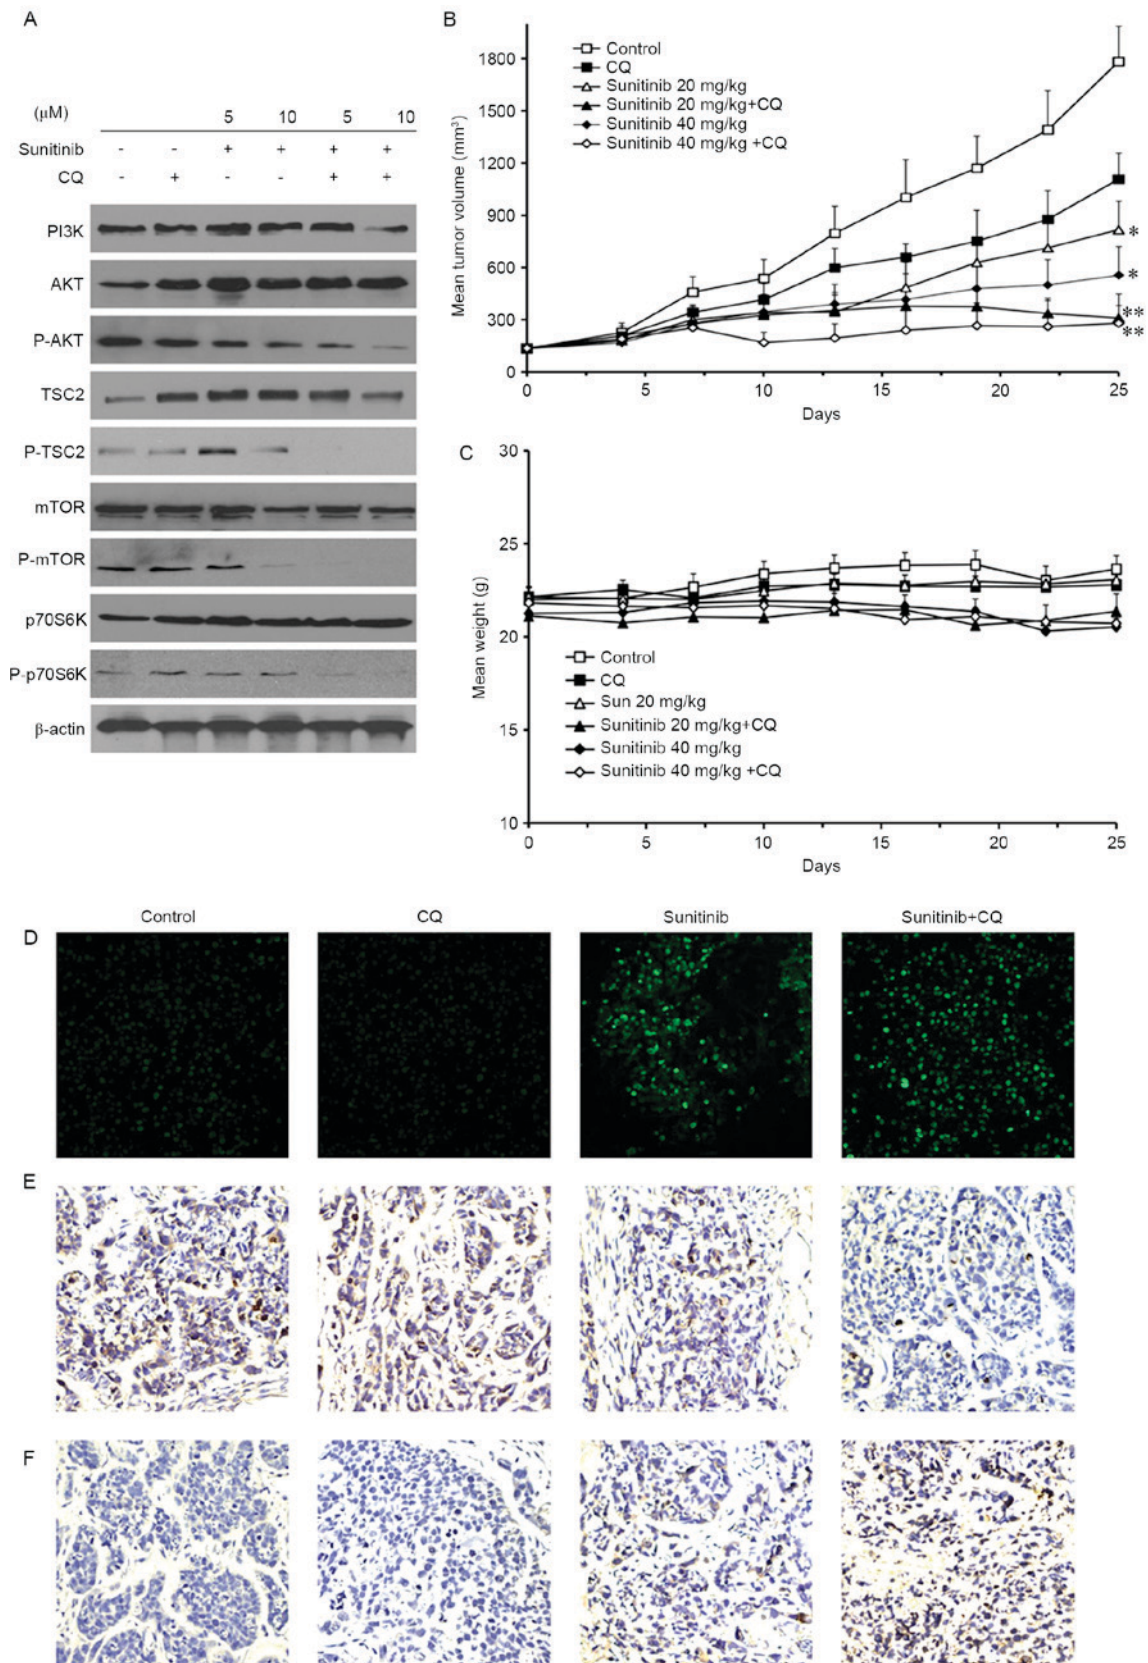 A
(μM) 5 10 5 10
Sunitinib - - + + + +
CQ - + - - + +
PI3K
AKT
P-AKT
TSC2
P-TSC2
mTOR
P-mTOR
p70S6K
P-p70S6K
β-actin
B
Mean tumor volume (mm³)
1800
1500
1200
900
600
300
0
Control
CQ
Sunitinib 20 mg/kg
Sunitinib 20 mg/kg+CQ
Sunitinib 40 mg/kg
Sunitinib 40 mg/kg +CQ
*
*
**
**
0 5 10 15 20 25
Days
C
Mean weight (g)
30
25
20
15
10
Control
CQ
Sun 20 mg/kg
Sunitinib 20 mg/kg+CQ
Sunitinib 40 mg/kg
Sunitinib 40 mg/kg +CQ
0 5 10 15 20 25
Days
Control CQ Sunitinib Sunitinib+CQ
D
E
F